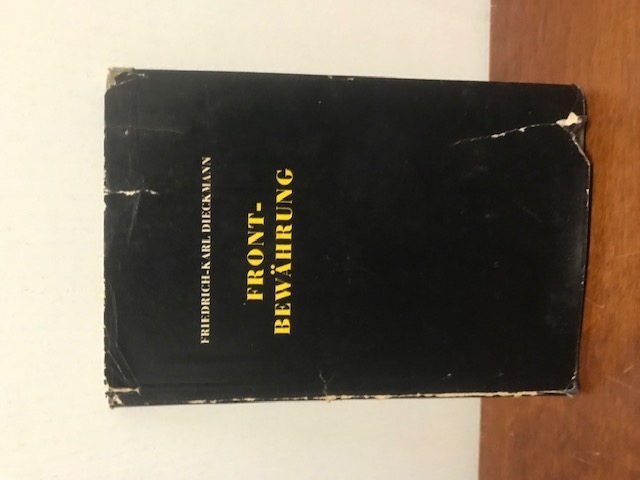 FRIEDRICH-KARL DIECKMANN
FRONT-
BEWÄHRUNG